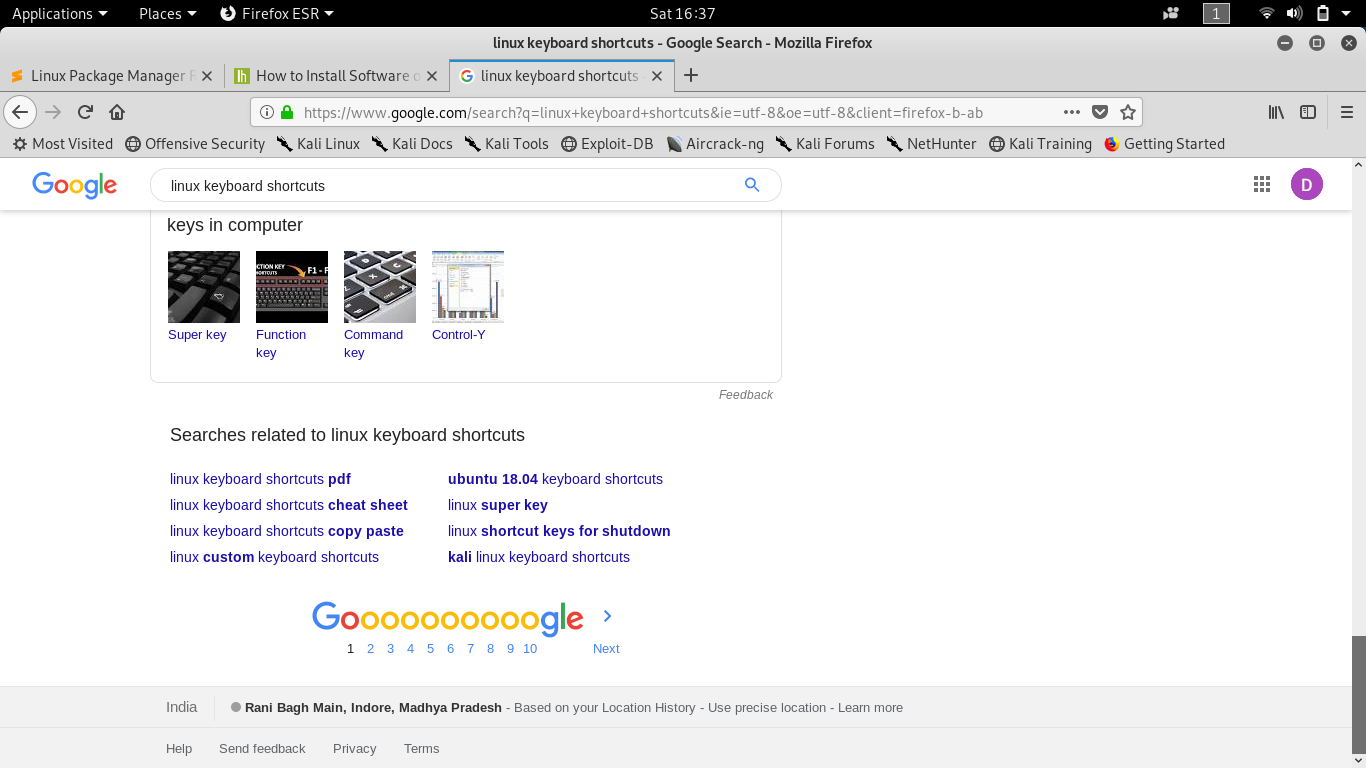 Applications Places Firefox ESR Sat 16:37 1
linux keyboard shortcuts - Google Search - Mozilla Firefox
Linux Package Manager How to Install Software linux keyboard shortcuts
https://www.google.com/search?q=linux+keyboard+shortcuts&ie=utf-8&oe=utf-8&client=firefox-b-ab
Most Visited Offensive Security Kali Linux Kali Docs Kali Tools Exploit-DB Aircrack-ng Kali Forums NetHunter Kali Training Getting Started
Google linux keyboard shortcuts D
keys in computer
Super key Function key Command key Control-Y
Feedback
Searches related to linux keyboard shortcuts
linux keyboard shortcuts pdf ubuntu 18.04 keyboard shortcuts
linux keyboard shortcuts cheat sheet linux super key
linux keyboard shortcuts copy paste linux shortcut keys for shutdown
linux custom keyboard shortcuts kali linux keyboard shortcuts
Goooooooooogle
1 2 3 4 5 6 7 8 9 10 Next
India Rani Bagh Main, Indore, Madhya Pradesh - Based on your Location History - Use precise location - Learn more
Help Send feedback Privacy Terms